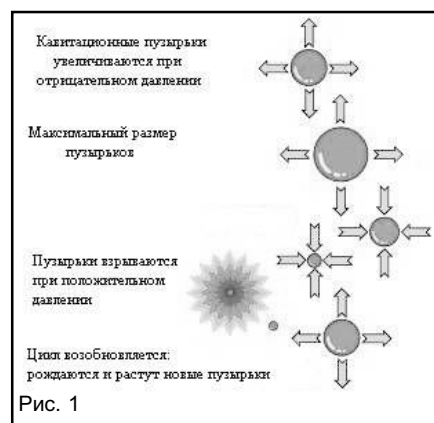 Кавитационные пузырьки
увеличиваются при
отрицательном давлении
Максимальный размер
пузырьков
Пузырьки взрываются
при положительном
давлении
Цикл возобновляется:
рождаются и растут новые пузырьки
Рис. 1